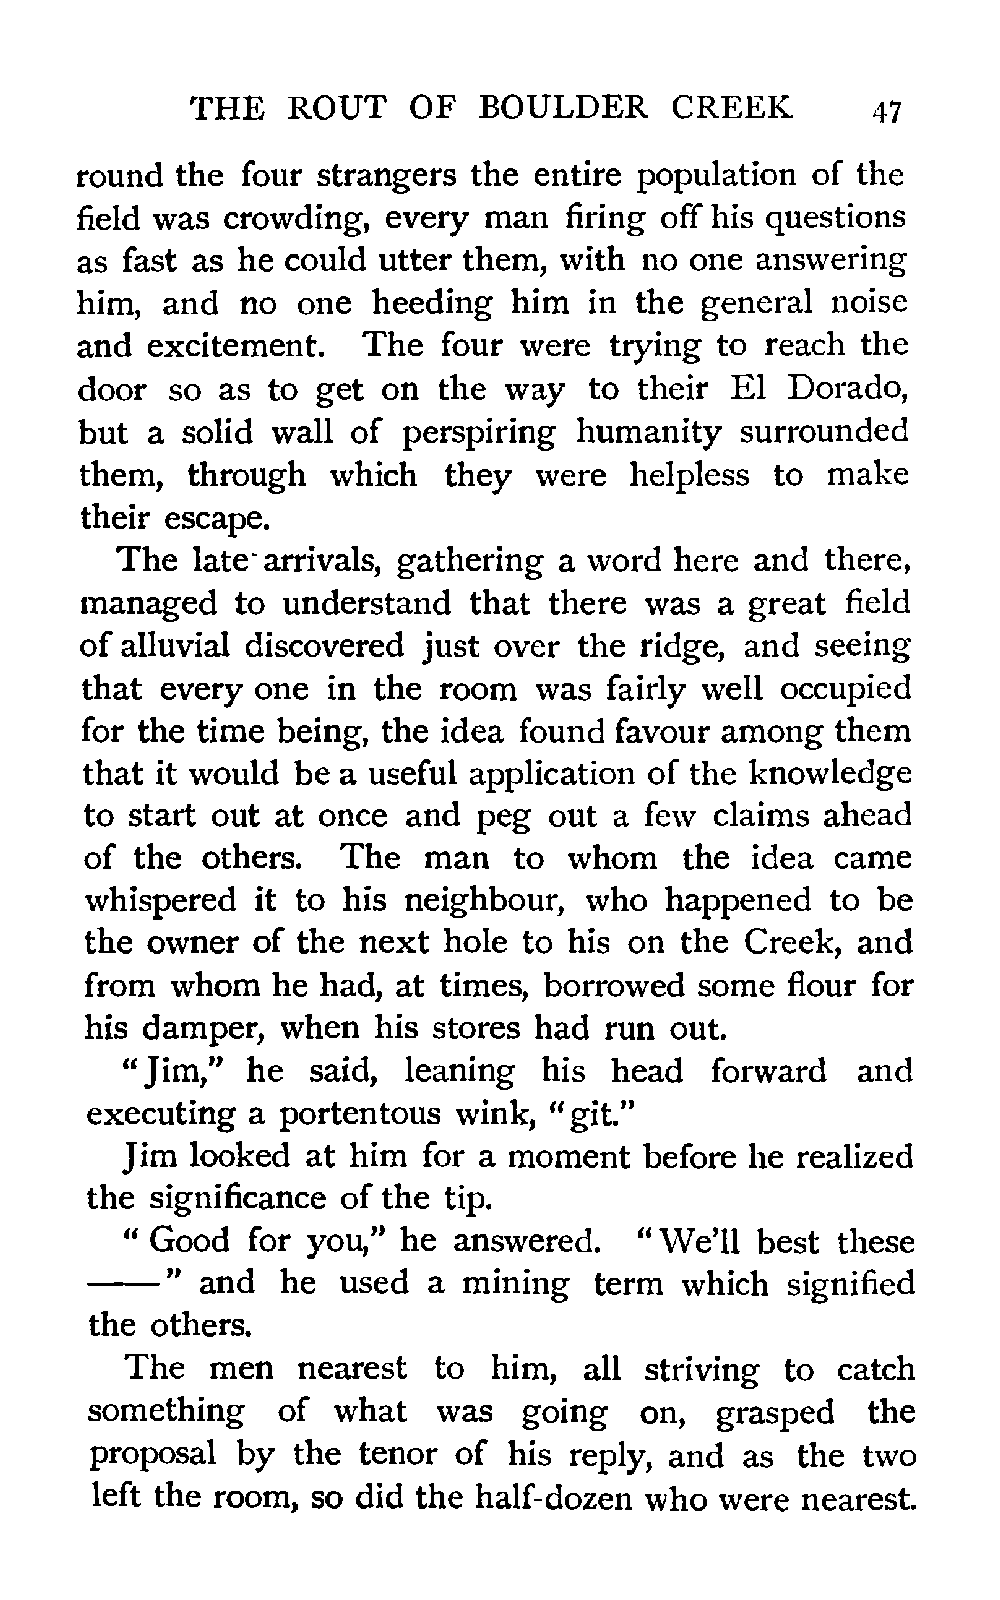 THE ROUT OF BOULDER CREEK 47
round the four strangers the entire population of the
field was crowding, every man firing off his questions
as fast as he could utter them, with no one answering
him, and no one heeding him in the general noise
and excitement. The four were trying to reach the
door so as to get on the way to their El Dorado,
but a solid wall of perspiring humanity surrounded
them, through which they were helpless to make
their escape.
The late- arrivals, gathering a word here and there,
managed to understand that there was a great field
of alluvial discovered just over the ridge, and seeing
that every one in the room was fairly well occupied
for the time being, the idea found favour among them
that it would be a useful application of the knowledge
to start out at once and peg out a few claims ahead
of the others. The man to whom the idea came
whispered it to his neighbour, who happened to be
the owner of the next hole to his on the Creek, and
from whom he had, at times, borrowed some flour for
his damper, when his stores had run out.
"Jim," he said, leaning his head forward and
executing a portentous wink, "git."
Jim looked at him for a moment before he realized
the significance of the tip.
" Good for you," he answered. "We'll best these
——" and he used a mining term which signified
the others.
The men nearest to him, all striving to catch
something of what was going on, grasped the
proposal by the tenor of his reply, and as the two
left the room, so did the half-dozen who were nearest.